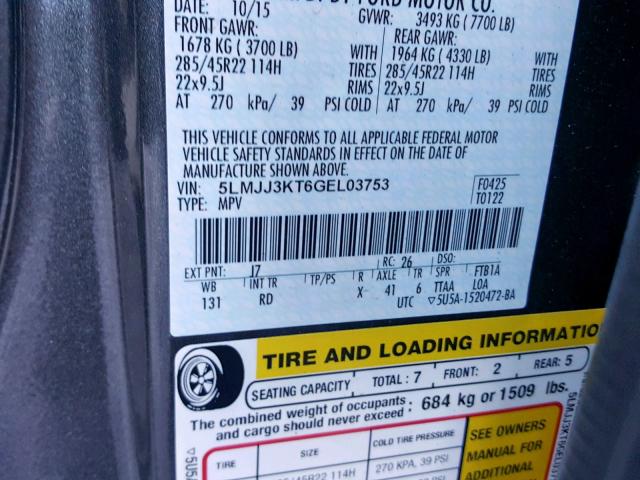 DATE: 10/15 GVWR: 3493 KG ( 7700 LB)
FORD MOTOR CO.
FRONT GAWR: REAR GAWR:
1678 KG ( 3700 LB) WITH 1964 KG ( 4330 LB) WITH
285/45R22 114H TIRES 285/45R22 114H TIRES
22x9.5J RIMS 22x9.5J RIMS
AT 270 kPa/ 39 PSI COLD AT 270 kPa/ 39 PSI COLD
THIS VEHICLE CONFORMS TO ALL APPLICABLE FEDERAL MOTOR
VEHICLE SAFETY STANDARDS IN EFFECT ON THE DATE OF
MANUFACTURE SHOWN ABOVE.
VIN: 5LMJJ3KT6GEL03753 F0425
TYPE: MPV T0122
EXT PNT: J7 RC: 26 DSO:
WB INT TR TP/PS R AXLE TR SPR FTB1A
131 RD X 41 6 TTAA LOA
UTC ▽5U5A-1520472-BA
TIRE AND LOADING INFORMATION
SEATING CAPACITY TOTAL : 7 FRONT: 2 REAR: 5
The combined weight of occupants and cargo should never exceed : 684 kg or 1509 lbs.
TIRE SIZE COLD TIRE PRESSURE SEE OWNERS
MANUAL FOR
ADDITIONAL
/45R22 114H 270 KPA, 39 PSI